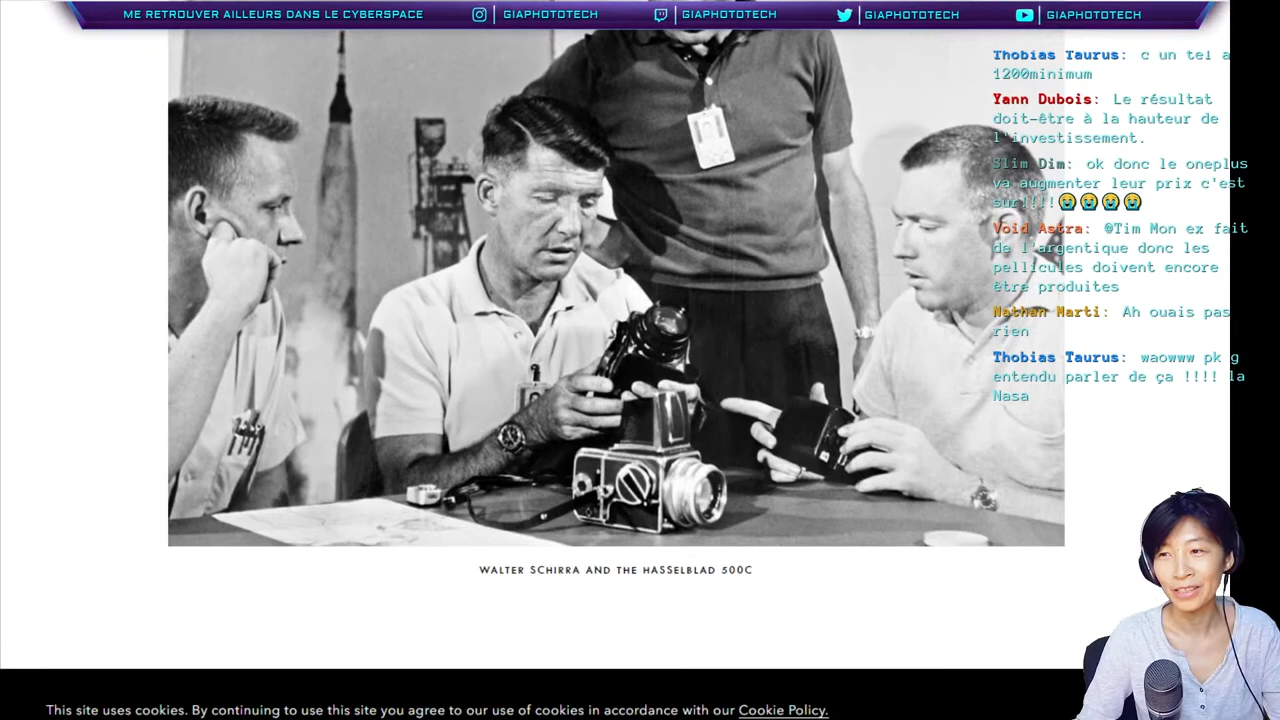 ME RETROUVER AILLEURS DANS LE CYBERSPACE GIAPHOTOTECH GIAPHOTOTECH GIAPHOTOTECH GIAPHOTOTECH
Thobias Taurus: c un tel a
1200minimum
Yann Dubois: Le résultat
doit-être à la hauteur de
l'investissement.
Slim Dim: ok donc le oneplus
va augmenter leur prix c'est
sur!!!!😭😭😭😭
Void Astra: @Tim Mon ex fait
de l'argentique donc les
pellicules doivent encore
être produites
Nathan Marti: Ah ouais pas
rien
Thobias Taurus: waowww pk g
entendu parler de ça !!!! la
Nasa
WALTER SCHIRRA AND THE HASSELBLAD 500C
This site uses cookies. By continuing to use this site you agree to our use of cookies in accordance with our Cookie Policy.